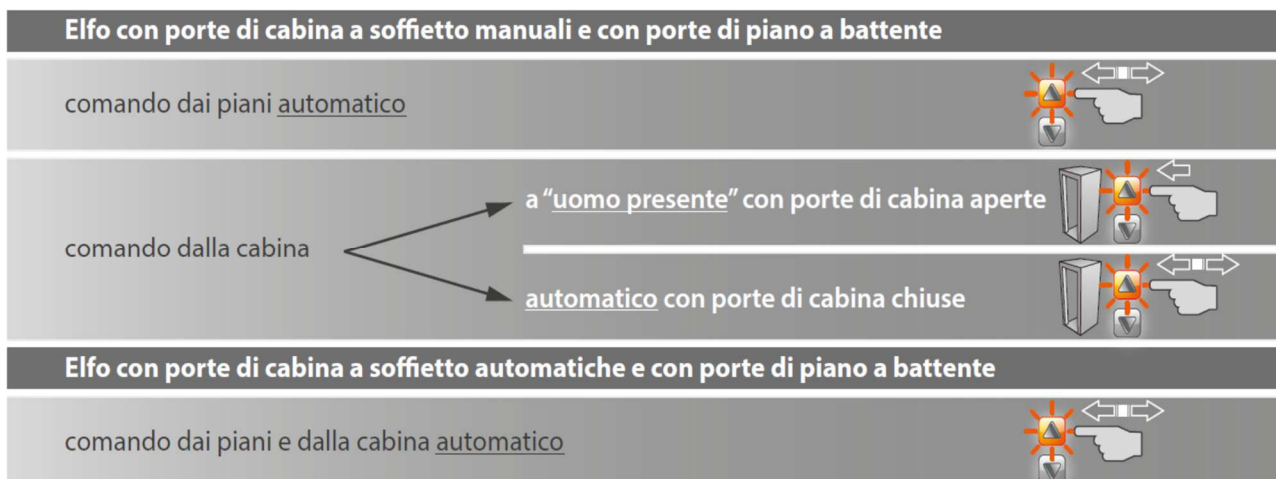 Elfo con porte di cabina a soffietto manuali e con porte di piano a battente
comando dai piani automatico
comando dalla cabina
a “uomo presente” con porte di cabina aperte
automatico con porte di cabina chiuse
Elfo con porte di cabina a soffietto automatiche e con porte di piano a battente
comando dai piani e dalla cabina automatico